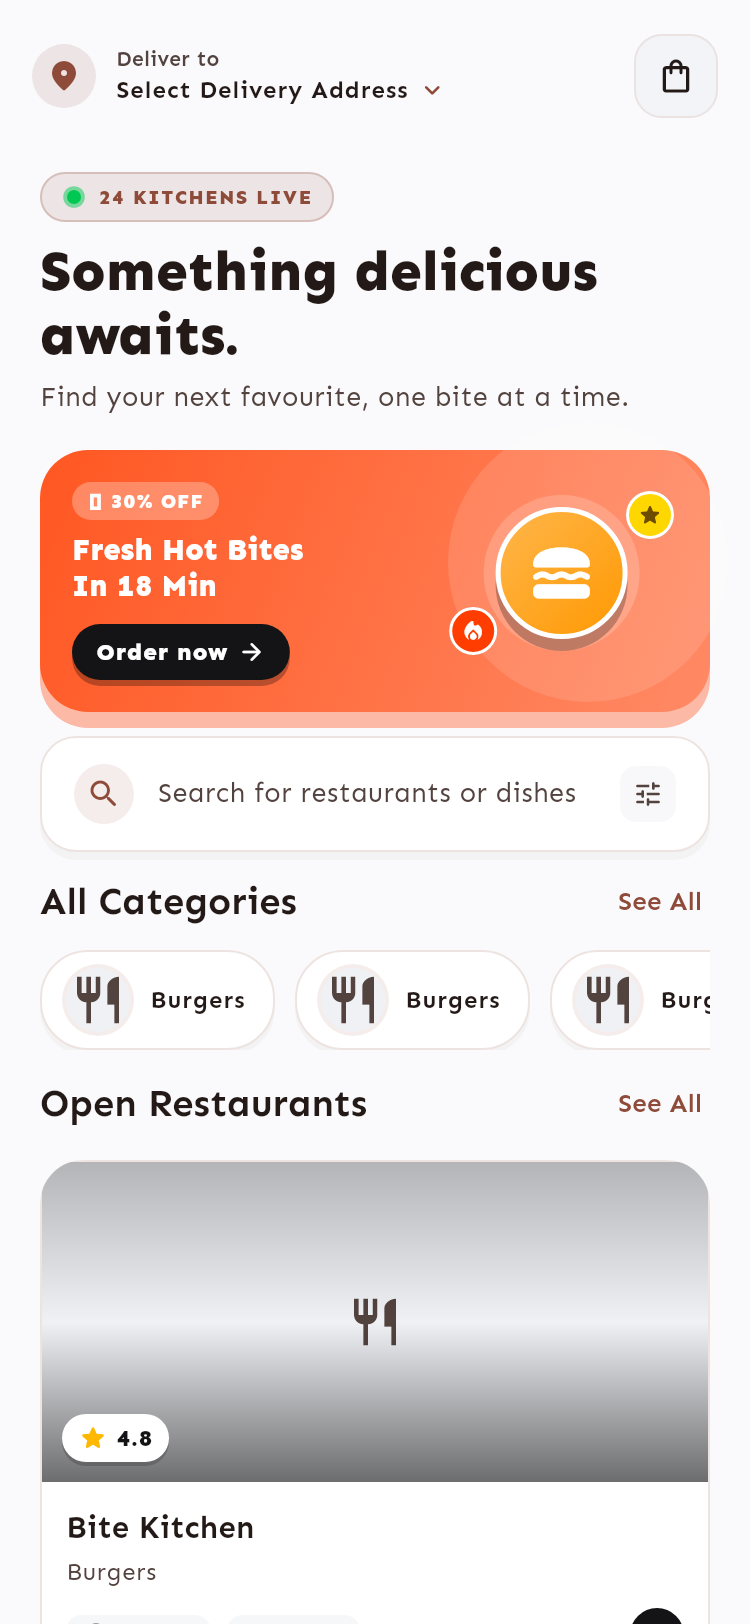 Deliver to
Select Delivery Address
24 KITCHENS LIVE
Something delicious
awaits.
Find your next favourite, one bite at a time.
30% OFF
Fresh Hot Bites
In 18 Min
Order now
Search for restaurants or dishes
All Categories
See All
Burgers
Burgers
Burg
Open Restaurants
See All
4.8
Bite Kitchen
Burgers